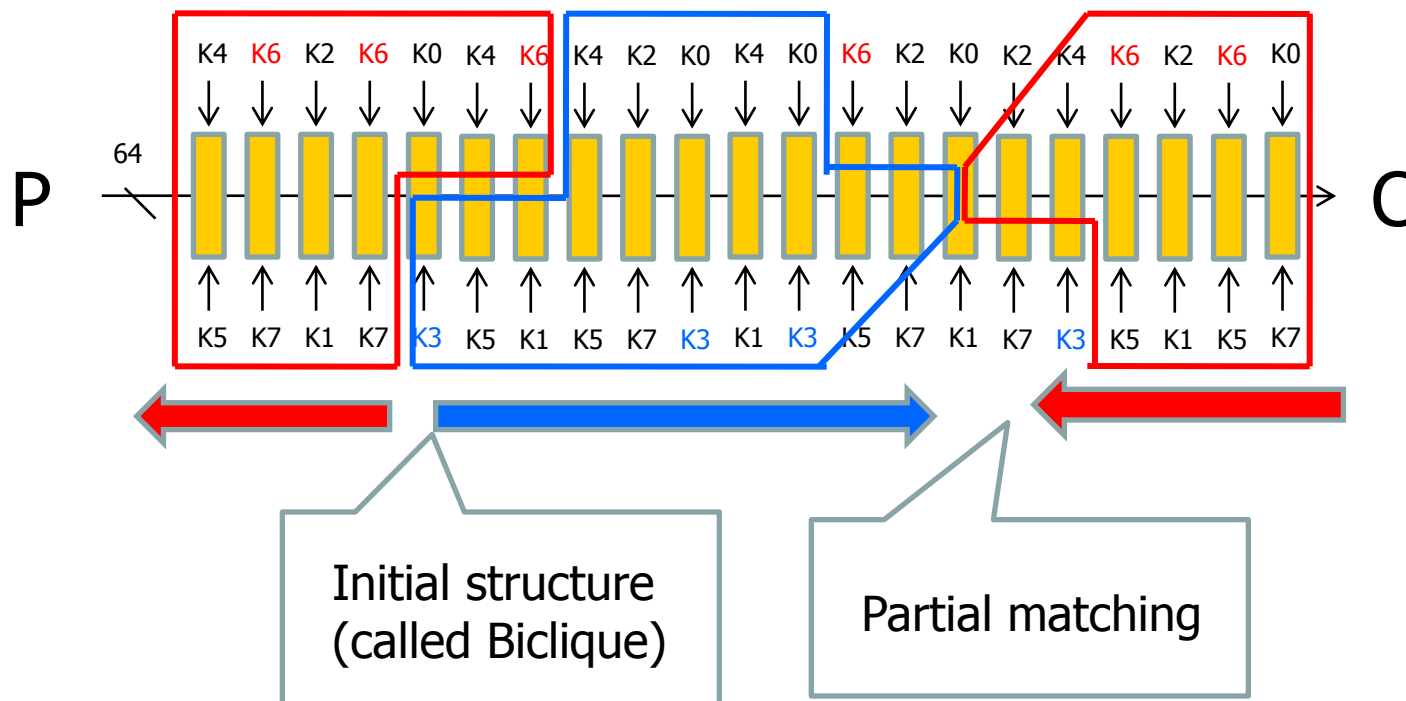 K4 K6 K2 K6 K0 K4 K6 K4 K2 K0 K4 K0 K6 K2 K0 K2 K4 K6 K2 K6 K0
64
P
C
K5 K7 K1 K7 K3 K5 K1 K5 K7 K3 K1 K3 K5 K7 K1 K7 K3 K5 K1 K5 K7
Initial structure
(called Biclique)
Partial matching